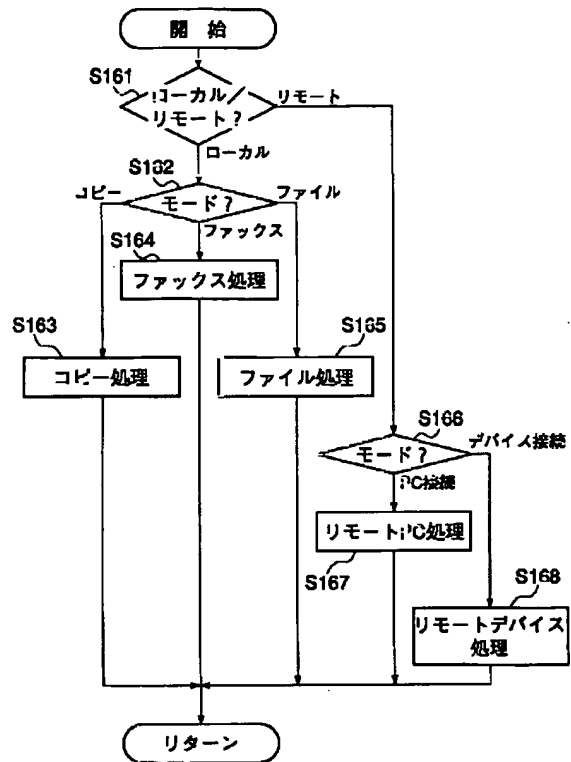 開 始
S161
ローカル/
リモート?
リモート
ローカル
S162
コピー
モード?
ファイル
ファックス
S164
ファックス処理
S163
コピー処理
S165
ファイル処理
S166
モード?
デバイス接続
PC接続
リモートPC処理
S167
S168
リモートデバイス
処理
リターン